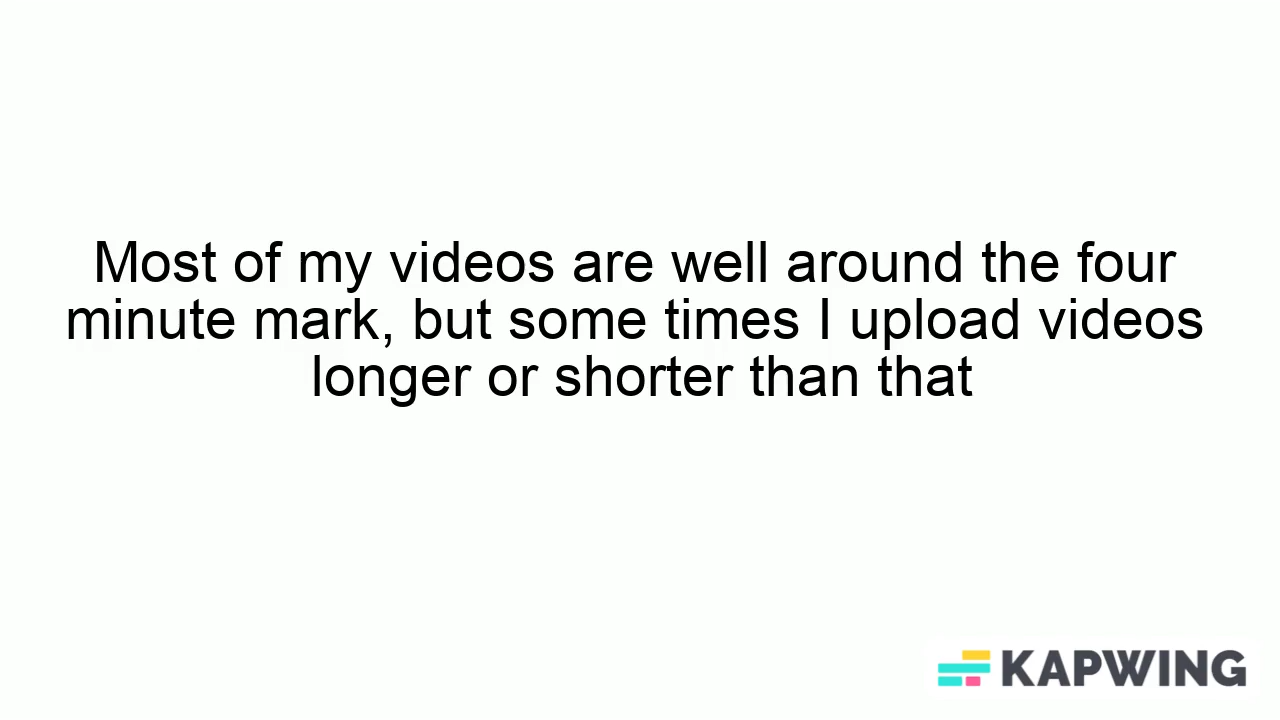 Most of my videos are well around the four
minute mark, but some times I upload videos
longer or shorter than that
KAPWING